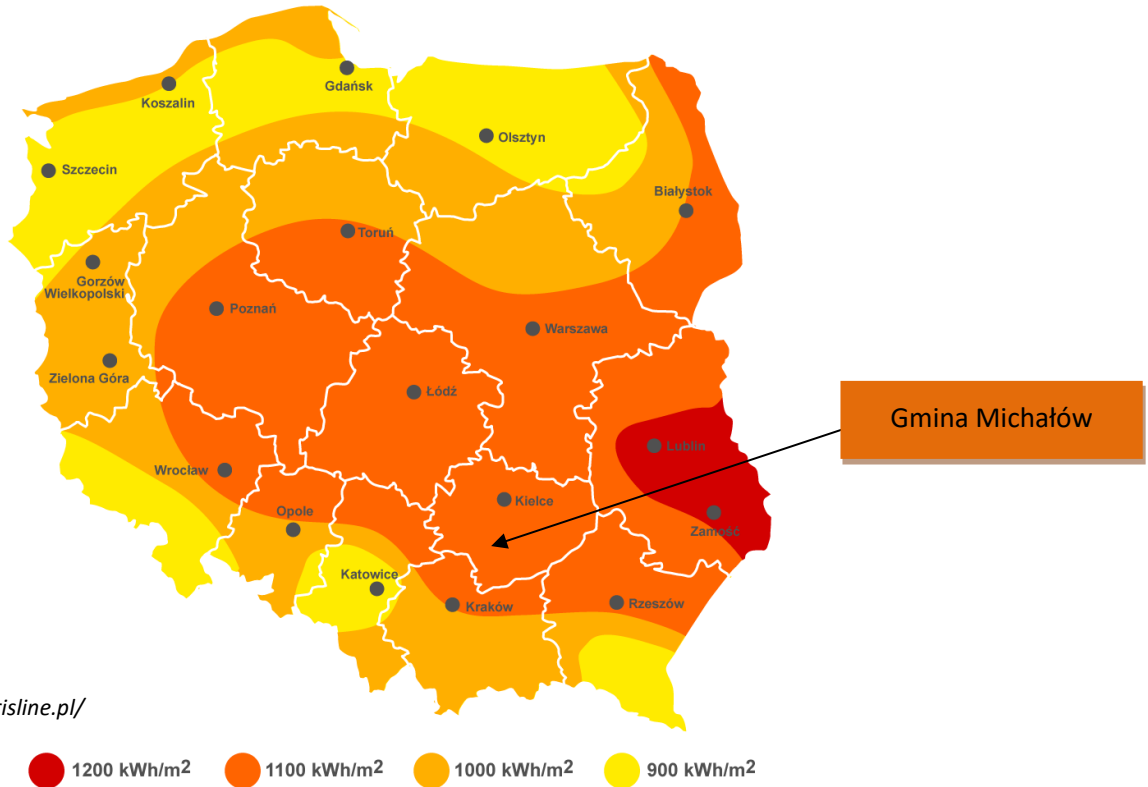 Koszalin
Gdańsk
Olsztyn
Szczecin
Białystok
Toruń
Gorzów
Wielkopolski
Poznań
Warszawa
Zielona Góra
Łódź
Gmina Michałów
Lublin
Wrocław
Kielce
Opole
Zamość
Katowice
Kraków
Rzeszów
isline.pl/
1200 kWh/m2
1100 kWh/m2
1000 kWh/m2
900 kWh/m2